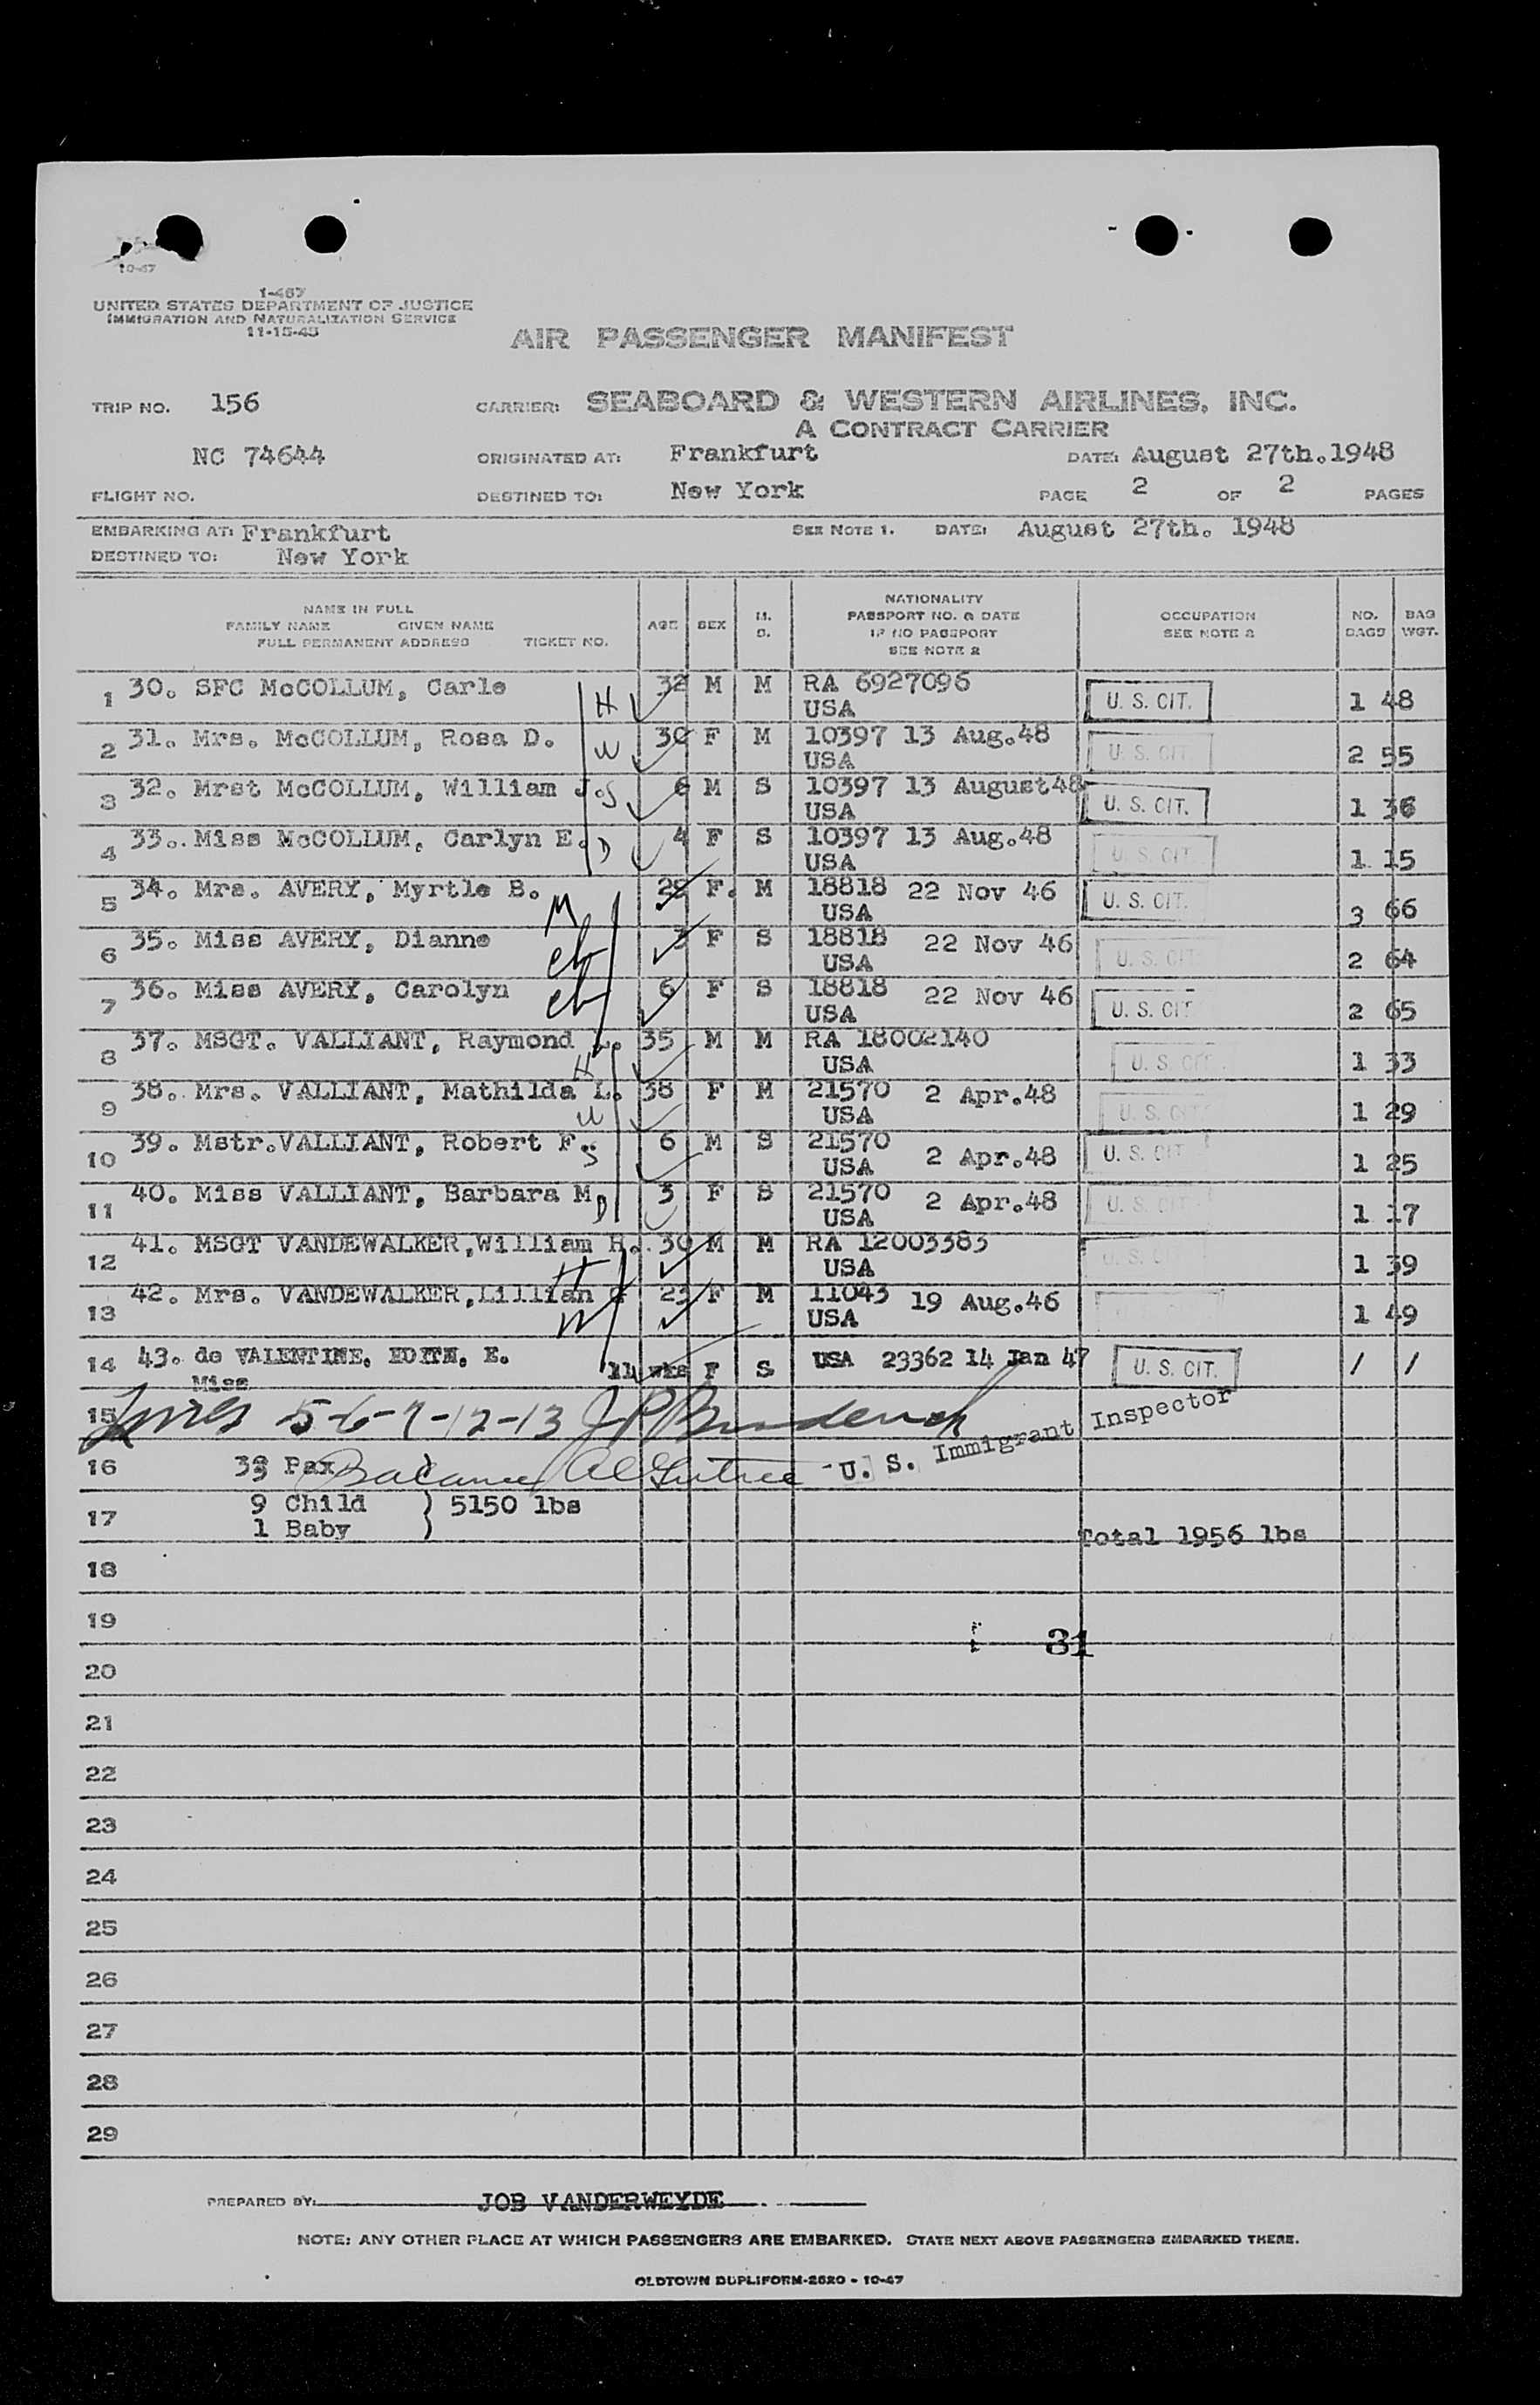 10-47
1-467
UNITED STATES DEPARTMENT OF JUSTICE
IMMIGRATION AND NATURALIZATION SERVICE
11-15-45
AIR PASSENGER MANIFEST
TRIP NO. 156 CARRIER: SEABOARD & WESTERN AIRLINES, INC.
A CONTRACT CARRIER
NC 74644 ORIGINATED AT: Frankfurt DATE: August 27th.1948
FLIGHT NO. DESTINED TO: New York PAGE 2 OF 2 PAGES
EMBARKING AT: Frankfurt SEE NOTE 1. DATE: August 27th. 1948
DESTINED TO: New York
NAME IN FULL
FAMILY NAME GIVEN NAME
FULL PERMANENT ADDRESS TICKET NO.
AGE SEX M. S.
NATIONALITY
PASSPORT NO. & DATE
IF NO PASSPORT
SEE NOTE 2
OCCUPATION
SEE NOTE 2
NO. BAGS
BAG WGT.
1 30. SFC McCOLLUM, Carle H 32 M M RA 6927096 U. S. CIT. 1 48
USA
2 31. Mrs. McCOLLUM, Rosa D. W 30 F M 10397 13 Aug.48 U. S. CIT. 2 55
USA
3 32. Mrst McCOLLUM, William J. S 6 M S 10397 13 August48 U. S. CIT. 1 36
USA
4 33.. Miss McCOLLUM, Carlyn E. D 4 F S 10397 13 Aug.48 U. S. CIT. 1 15
USA
5 34. Mrs. AVERY, Myrtle B. M 28 F. M 18818 22 Nov 46 U. S. CIT. 3 66
USA
6 35. Miss AVERY, Dianne ch 3 F S 18818 22 Nov 46 U. S. CIT. 2 64
USA
7 36. Miss AVERY, Carolyn ch 6 F S 18818 22 Nov 46 U. S. CIT. 2 65
USA
8 37. MSGT. VALLIANT, Raymond L. H 35 M M RA 18002140 U. S. CIT. 1 33
USA
9 38.. Mrs. VALLIANT, Mathilda L. W 38 F M 21570 2 Apr.48 U. S. CIT. 1 29
USA
10 39. Mstr.VALLIANT, Robert F. S 6 M S 21570 2 Apr.48 U. S. CIT. 1 25
USA
11 40. Miss VALLIANT, Barbara M. D 3 F S 21570 2 Apr.48 U. S. CIT. 1 17
USA
12 41. MSGT VANDEWALKER,William H. H 30 M M RA 12003383 U. S. CIT. 1 39
USA
13 42. Mrs. VANDEWALKER,Lillian W 23 F M 11043 19 Aug.46 1 49
USA
14 43. de VALENTINE, EDITH, E. 11 wks F S USA 23362 14 Jan 47 U. S. CIT. / /
Miss
15 Lines 5-6-7-12-13 J P
U. S. Immigrant Inspector
16 Pax Balance
17 9 Child } 5150 lbs
1 Baby )
Total 1956 lbs
18
19
31
20
21
22
23
24
25
26
27
28
29
PREPARED BY: JOB VANDERWEYDE
NOTE: ANY OTHER PLACE AT WHICH PASSENGERS ARE EMBARKED. STATE NEXT ABOVE PASSENGERS EMBARKED THERE.
OLDTOWN DUPLIFORM-2620 - 10-47